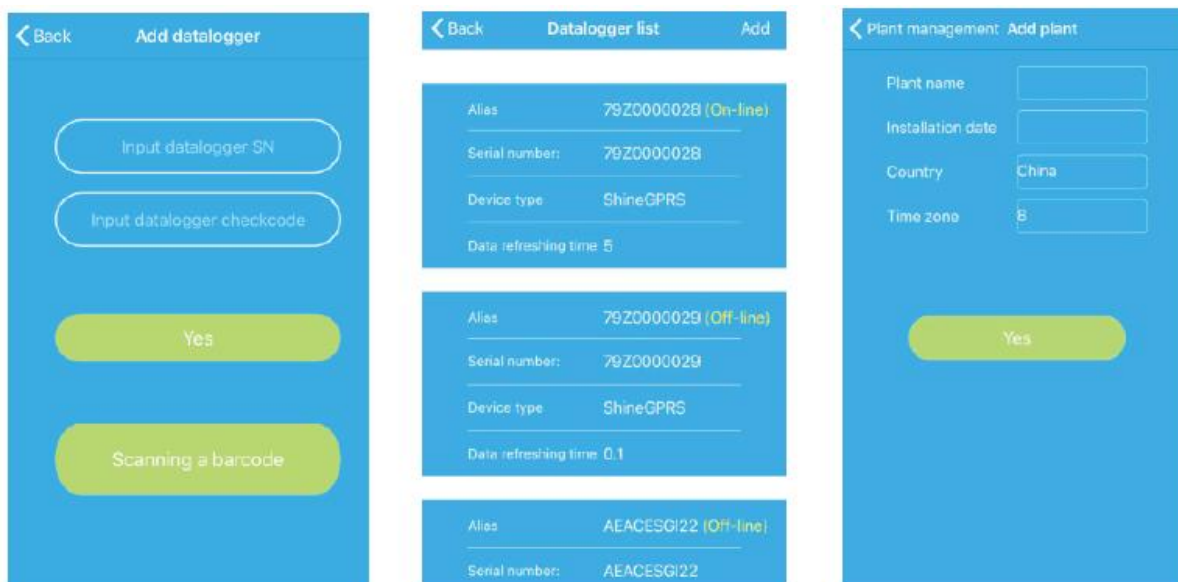 Back Add datalogger
Input datalogger SN
Input datalogger checkcode
Yes
Scanning a barcode
Back Datalogger list Add
Alias 79Z0000028 (On-line)
Serial number: 79Z0000028
Device type ShineGPRS
Data refreshing time 5
Alias 79Z0000029 (Off-line)
Serial number: 79Z0000029
Device type ShineGPRS
Data refreshing time 0.1
Alias AEACESGI22 (Off-line)
Serial number: AEACESGI22
Plant management Add plant
Plant name
Installation date
Country China
Time zone 8
Yes